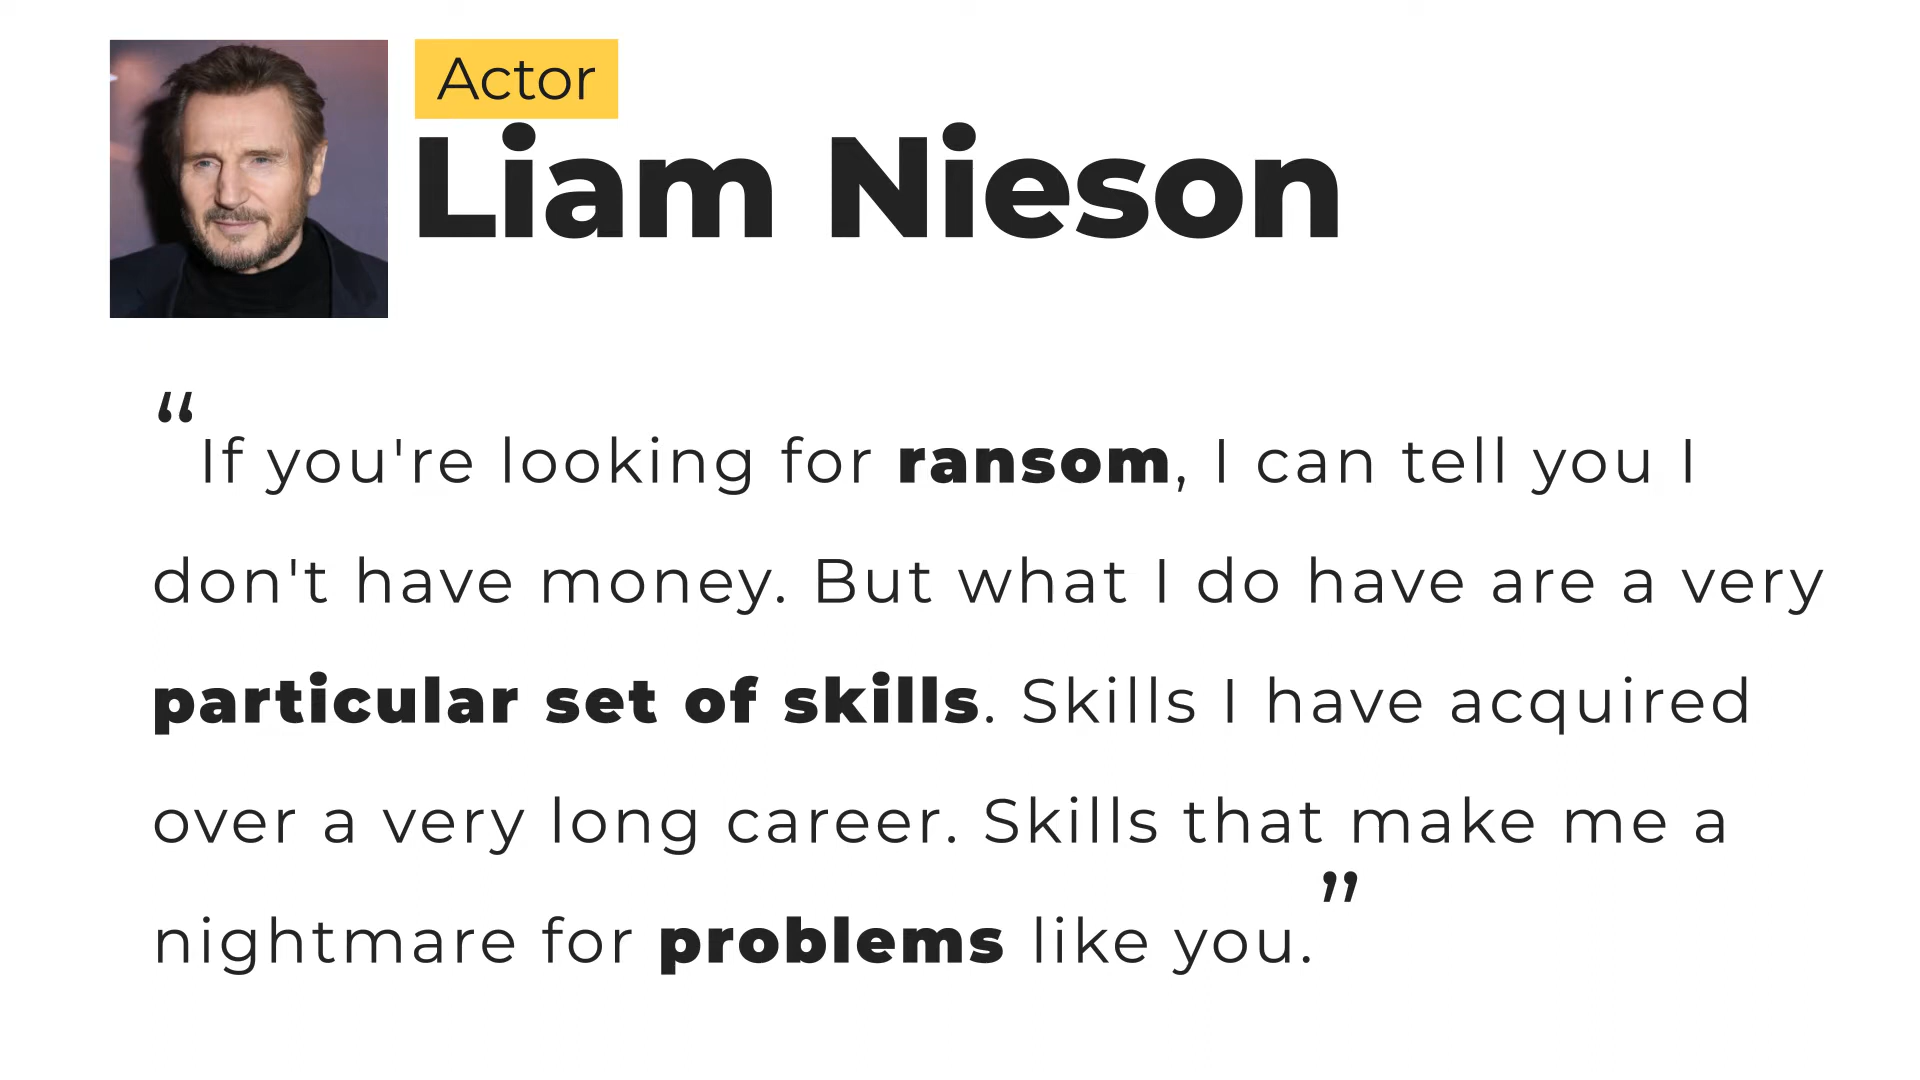 Actor
Liam Nieson
“If you're looking for ransom, I can tell you I
don't have money. But what I do have are a very
particular set of skills. Skills I have acquired
over a very long career. Skills that make me a
nightmare for problems like you.”